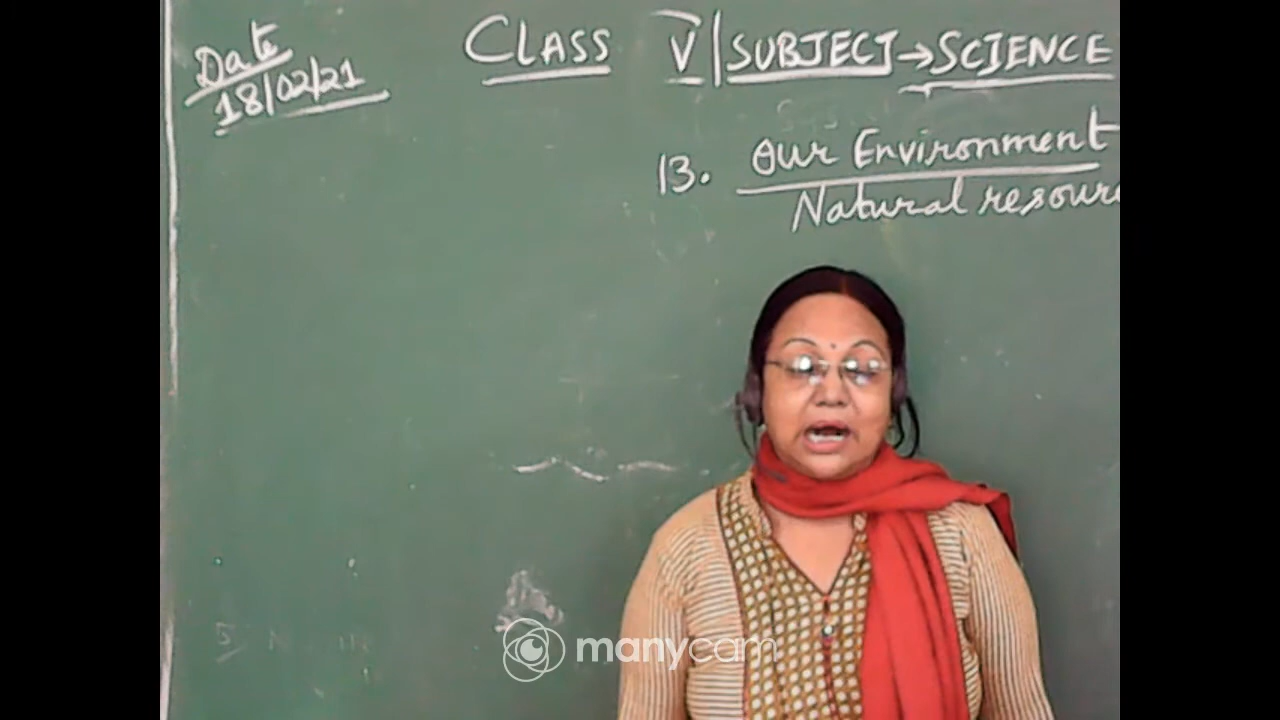 Date
18/02/21
CLASS V | SUBJECT → SCIENCE
13. Our Environment
Natural resour
manycam